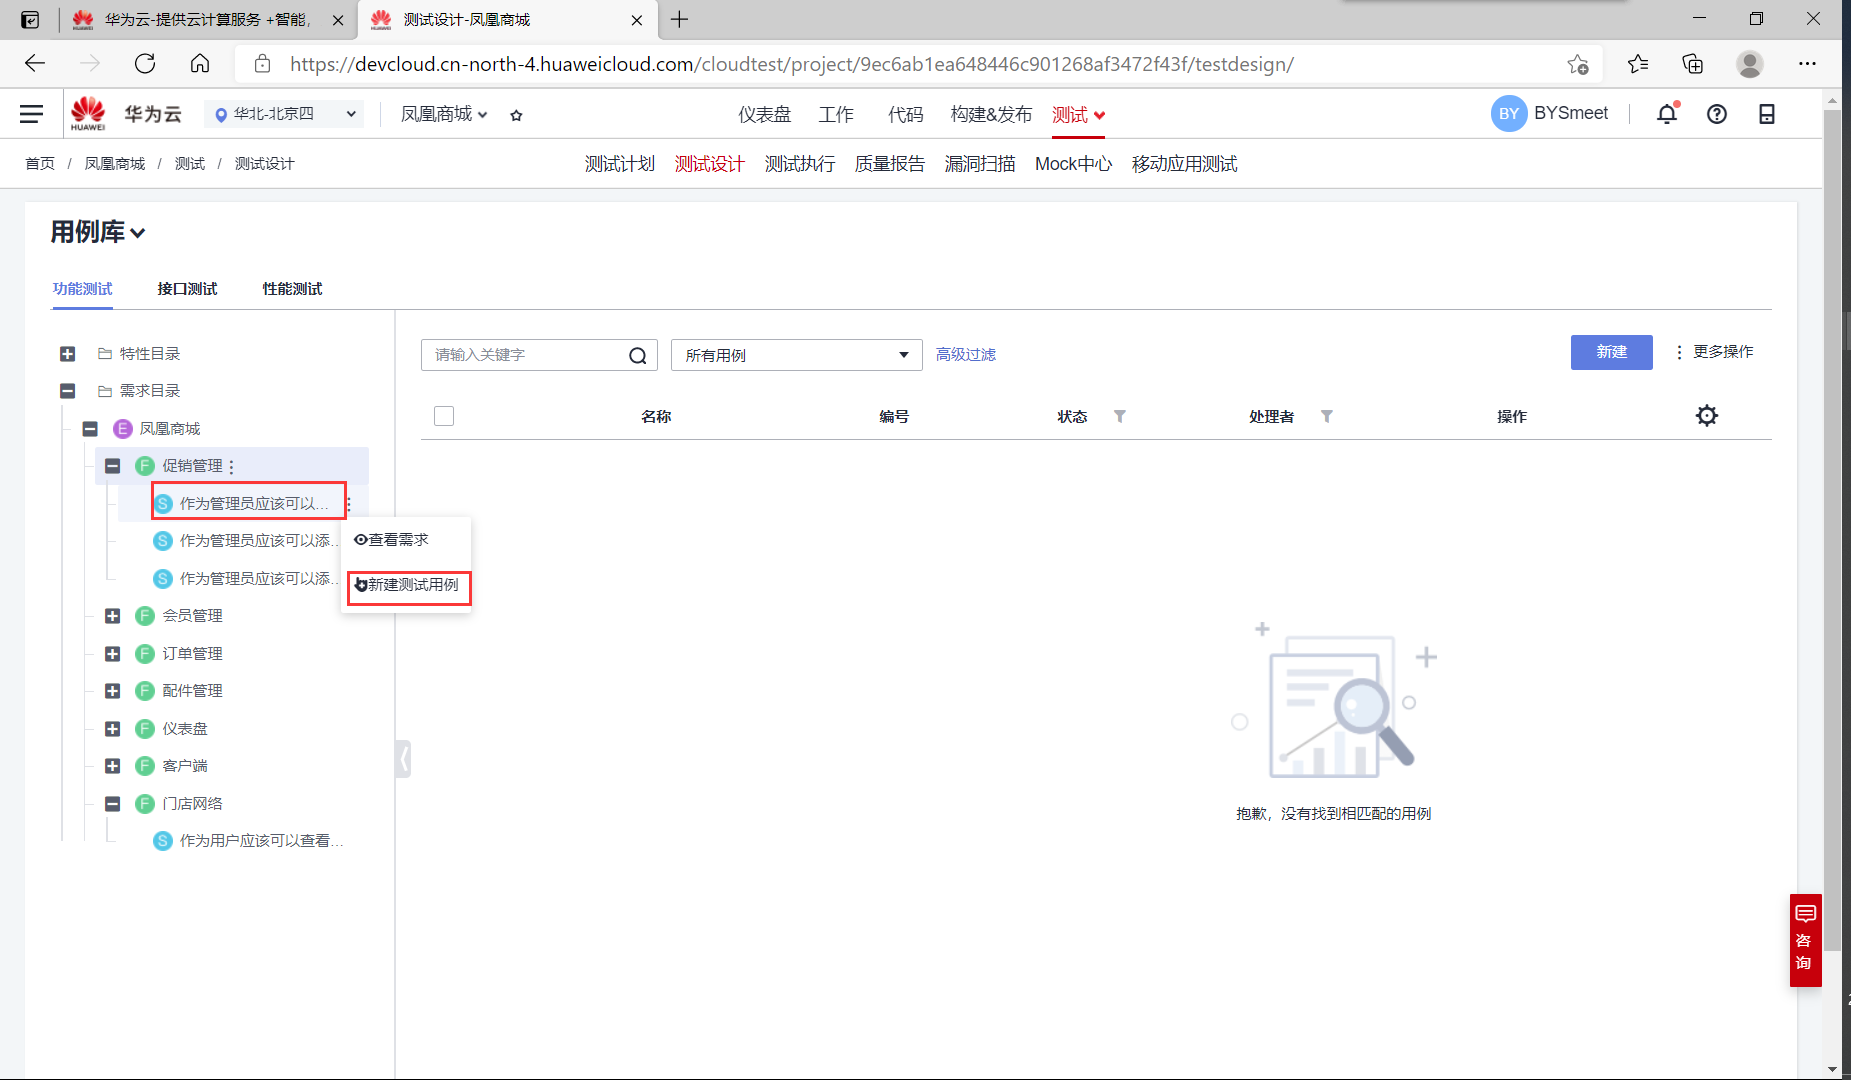 华为云-提供云计算服务 +智能,
测试设计-凤凰商城
https://devcloud.cn-north-4.huaweicloud.com/cloudtest/project/9ec6ab1ea648446c901268af3472f43f/testdesign/
HUAWEI
华为云
华北-北京四
凤凰商城
仪表盘
工作
代码
构建&发布
测试
BY
BYSmeet
首页 / 凤凰商城 / 测试 / 测试设计
测试计划
测试设计
测试执行
质量报告
漏洞扫描
Mock中心
移动应用测试
用例库
功能测试
接口测试
性能测试
特性目录
需求目录
E 凤凰商城
F 促销管理
S 作为管理员应该可以...
S 作为管理员应该可以添...
S 作为管理员应该可以添...
F 会员管理
F 订单管理
F 配件管理
F 仪表盘
F 客户端
F 门店网络
S 作为用户应该可以查看...
查看需求
新建测试用例
请输入关键字
所有用例
高级过滤
新建
更多操作
名称
编号
状态
处理者
操作
抱歉，没有找到相匹配的用例
咨
询